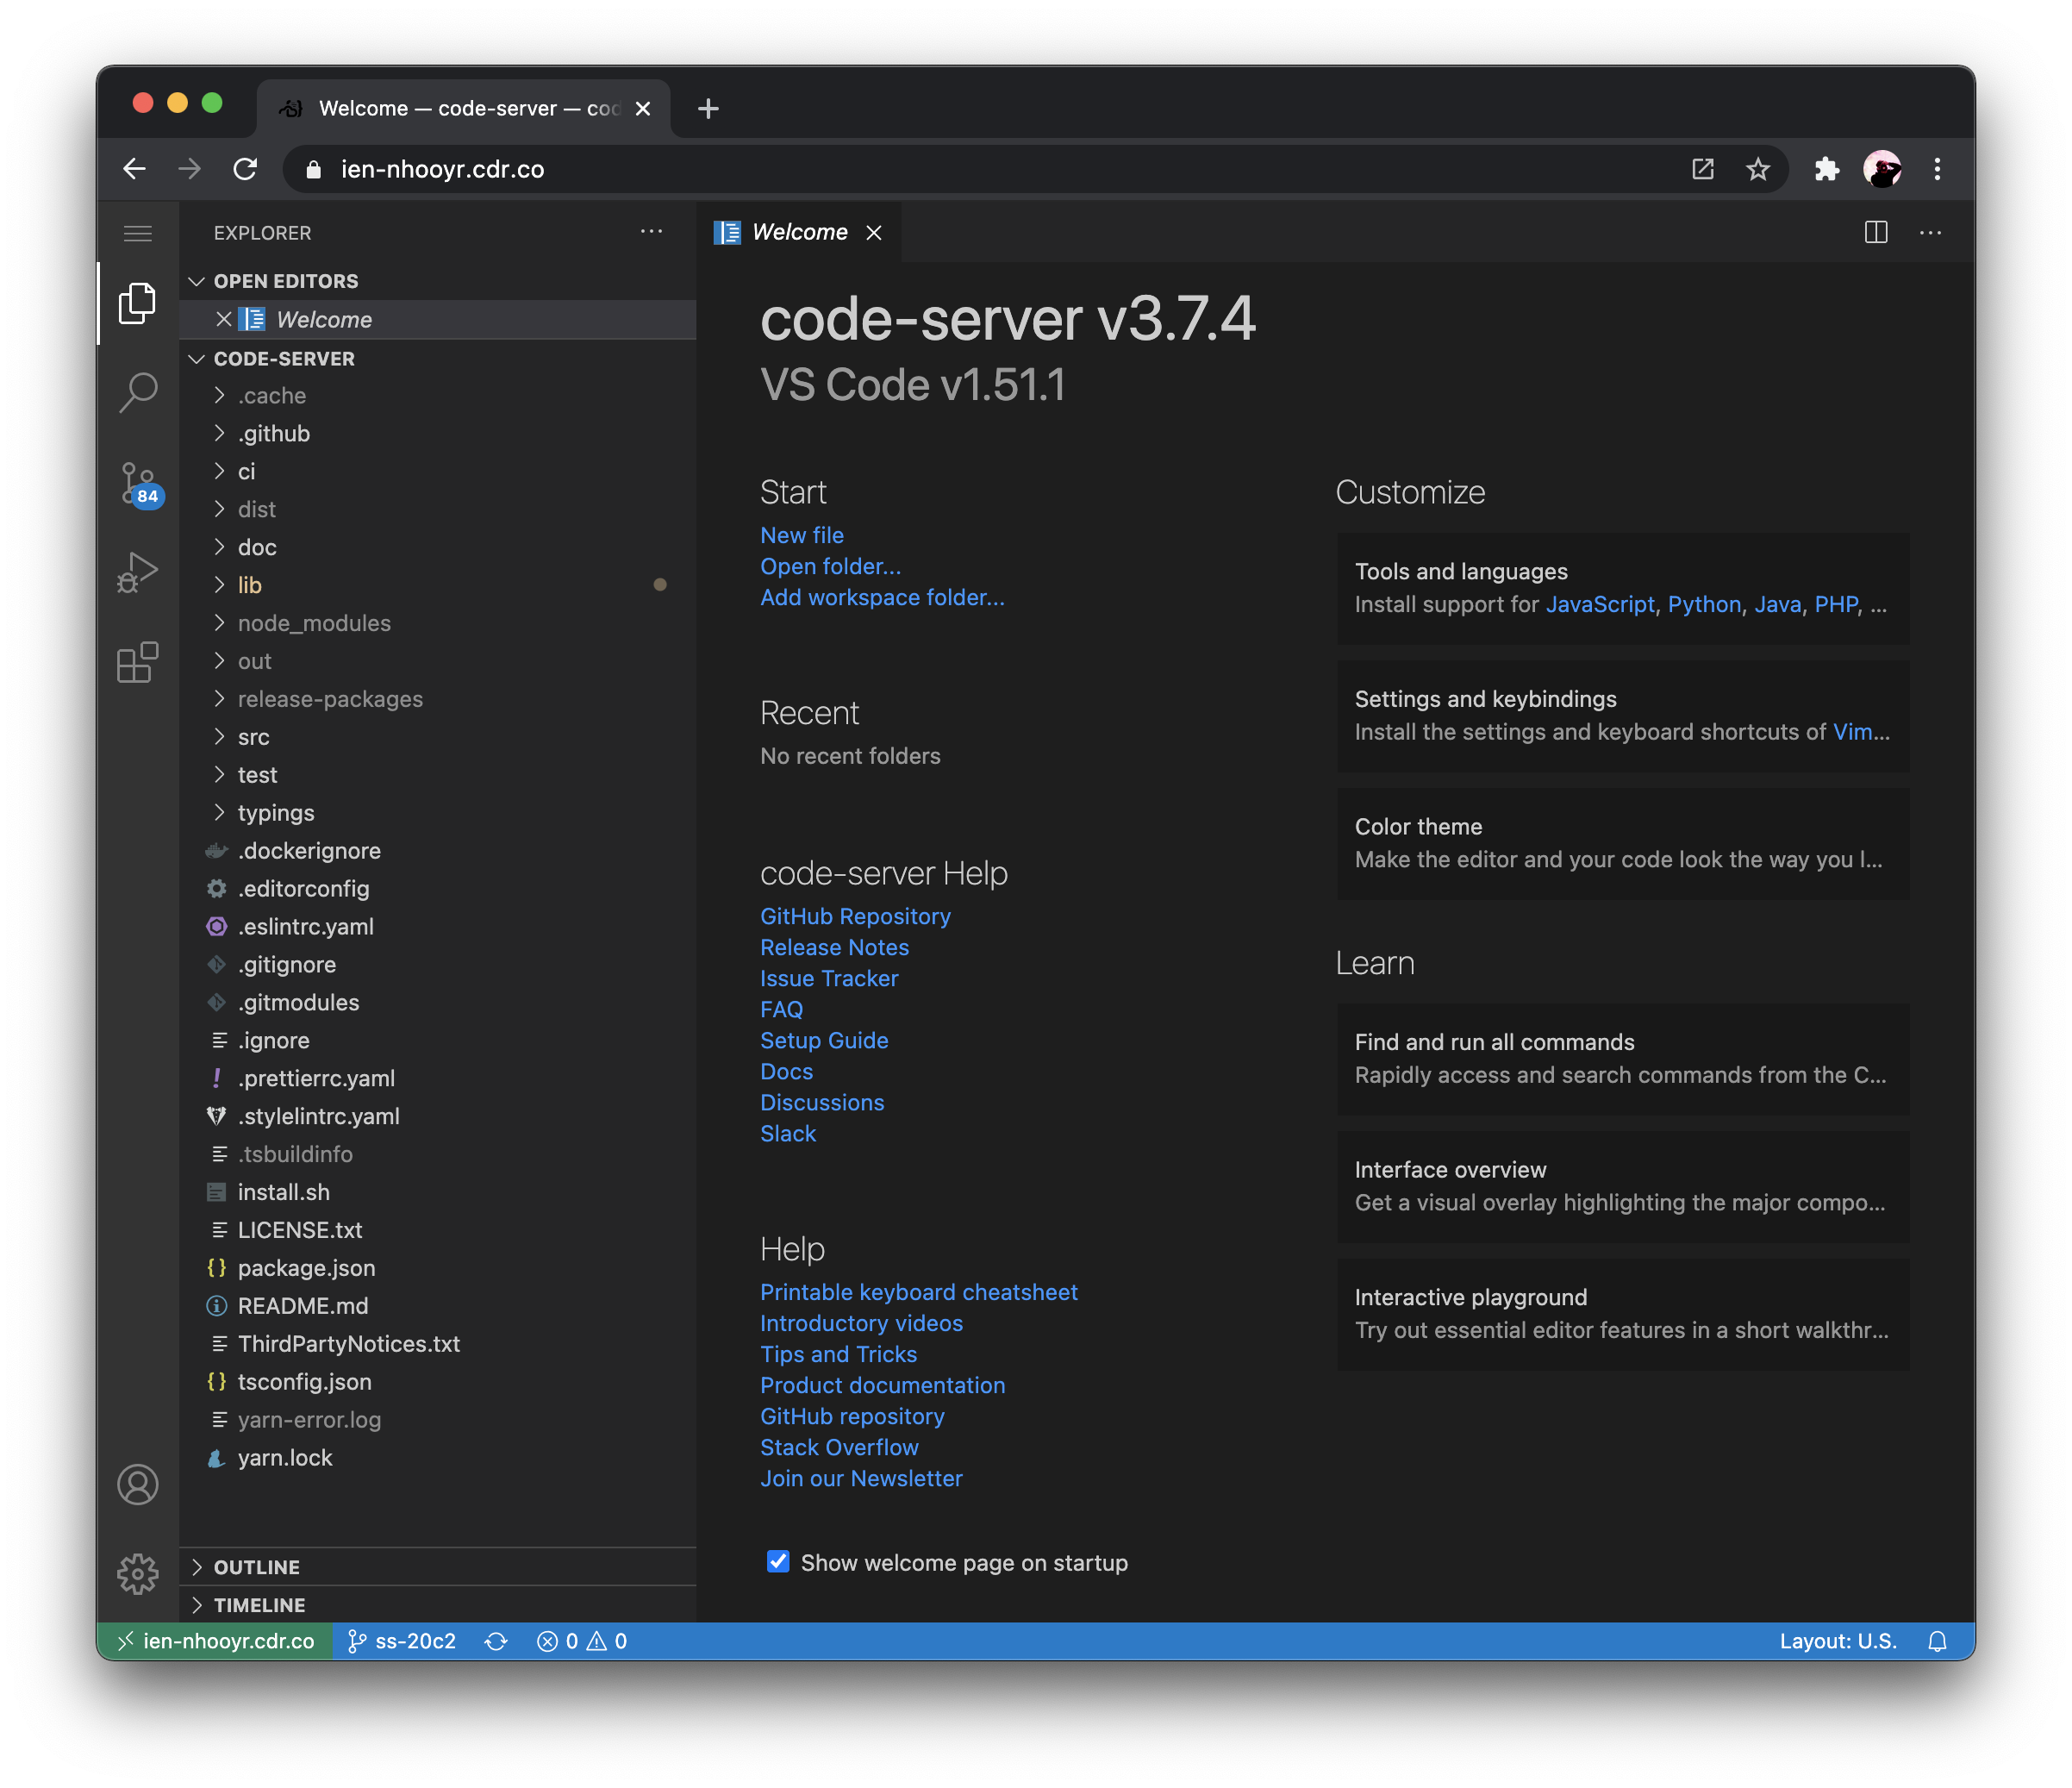 Welcome — code-server — cod
ien-nhooyr.cdr.co
EXPLORER
OPEN EDITORS
Welcome
CODE-SERVER
.cache
.github
ci
84
dist
doc
lib
node_modules
out
release-packages
src
test
typings
.dockerignore
.editorconfig
.eslintrc.yaml
.gitignore
.gitmodules
.ignore
.prettierrc.yaml
.stylelintrc.yaml
.tsbuildinfo
install.sh
LICENSE.txt
package.json
README.md
ThirdPartyNotices.txt
tsconfig.json
yarn-error.log
yarn.lock
OUTLINE
TIMELINE
Welcome
code-server v3.7.4
VS Code v1.51.1
Start
New file
Open folder...
Add workspace folder...
Recent
No recent folders
code-server Help
GitHub Repository
Release Notes
Issue Tracker
FAQ
Setup Guide
Docs
Discussions
Slack
Help
Printable keyboard cheatsheet
Introductory videos
Tips and Tricks
Product documentation
GitHub repository
Stack Overflow
Join our Newsletter
Show welcome page on startup
Customize
Tools and languages
Install support for JavaScript, Python, Java, PHP, ...
Settings and keybindings
Install the settings and keyboard shortcuts of Vim...
Color theme
Make the editor and your code look the way you l...
Learn
Find and run all commands
Rapidly access and search commands from the C...
Interface overview
Get a visual overlay highlighting the major compo...
Interactive playground
Try out essential editor features in a short walkthr...
ien-nhooyr.cdr.co
ss-20c2
0
0
Layout: U.S.